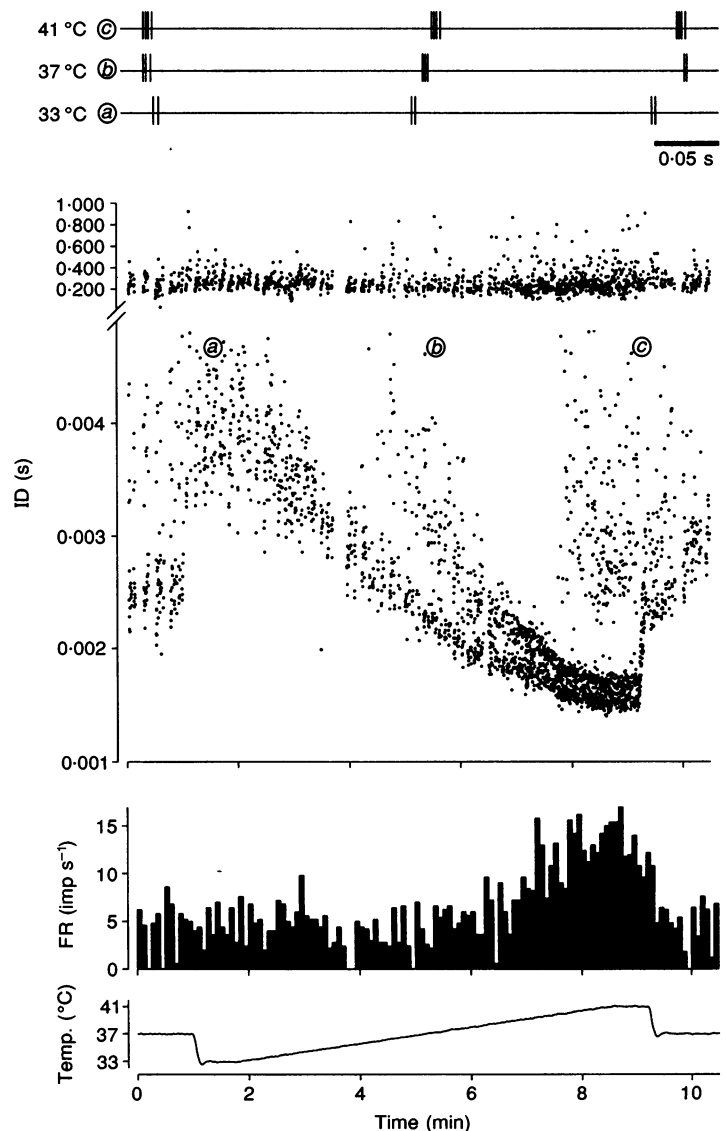 41 °C ⓒ
37 °C ⓑ
33 °C ⓐ
0·05 s
1·000
0·800
0·600
0·400
0·200
ⓐ ⓑ ⓒ
0·004
0·003
0·002
0·001
ID (s)
15
10
5
0
FR (imp s⁻¹)
41
37
33
Temp. (°C)
0 2 4 6 8 10
Time (min)